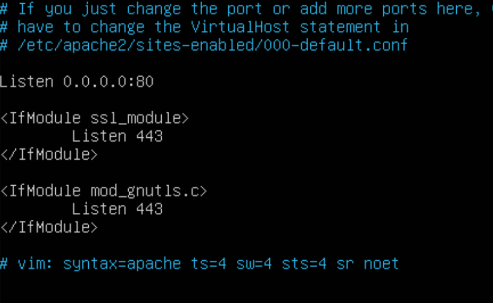 # If you just change the port or add more ports here,
# have to change the VirtualHost statement in
# /etc/apache2/sites-enabled/000-default.conf
Listen 0.0.0.0:80
<IfModule ssl_module>
Listen 443
</IfModule>
<IfModule mod_gnutls.c>
Listen 443
</IfModule>
# vim: syntax=apache ts=4 sw=4 sts=4 sr noet